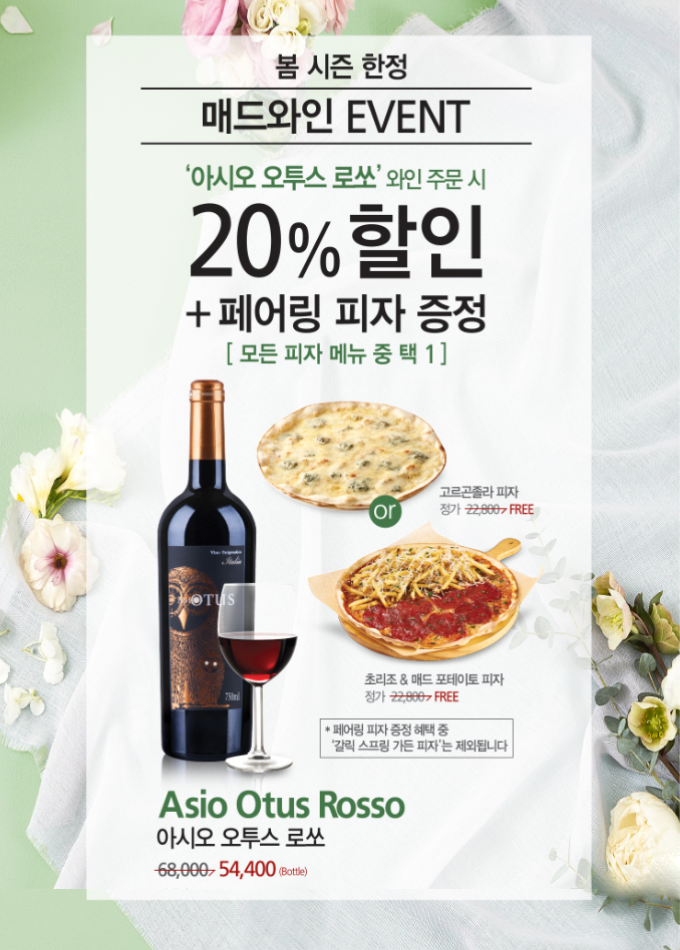 봄 시즌 한정
매드와인 EVENT
‘아시오 오투스 로쏘’ 와인 주문 시
20% 할인
+ 페어링 피자 증정
[ 모든 피자 메뉴 중 택 1 ]
고르곤졸라 피자
정가 22,800.- FREE
or
Vino Vargondoo
Italia
OTUS
750ml
초리조 & 매드 포테이토 피자
정가 22,800.- FREE
* 페어링 피자 증정 혜택 중
‘갈릭 스프링 가든 피자’는 제외됩니다
Asio Otus Rosso
아시오 오투스 로쏘
68,000.- 54,400 (Bottle)